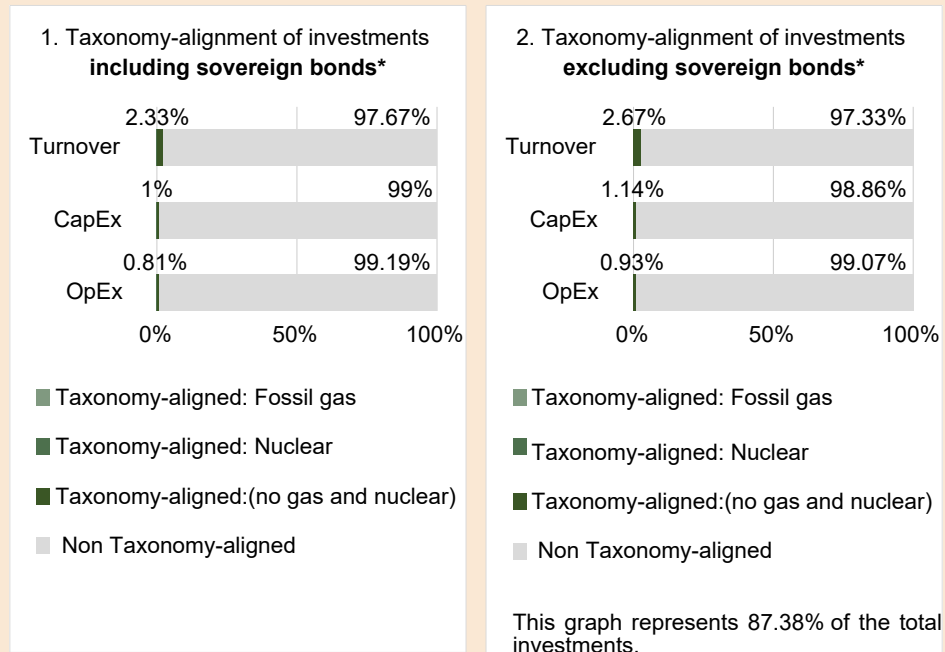 1. Taxonomy-alignment of investments
including sovereign bonds*
2.33% 97.67%
Turnover
1% 99%
CapEx
0.81% 99.19%
OpEx
0% 50% 100%
Taxonomy-aligned: Fossil gas
Taxonomy-aligned: Nuclear
Taxonomy-aligned:(no gas and nuclear)
Non Taxonomy-aligned
2. Taxonomy-alignment of investments
excluding sovereign bonds*
2.67% 97.33%
Turnover
1.14% 98.86%
CapEx
0.93% 99.07%
OpEx
0% 50% 100%
Taxonomy-aligned: Fossil gas
Taxonomy-aligned: Nuclear
Taxonomy-aligned:(no gas and nuclear)
Non Taxonomy-aligned
This graph represents 87.38% of the total
investments.